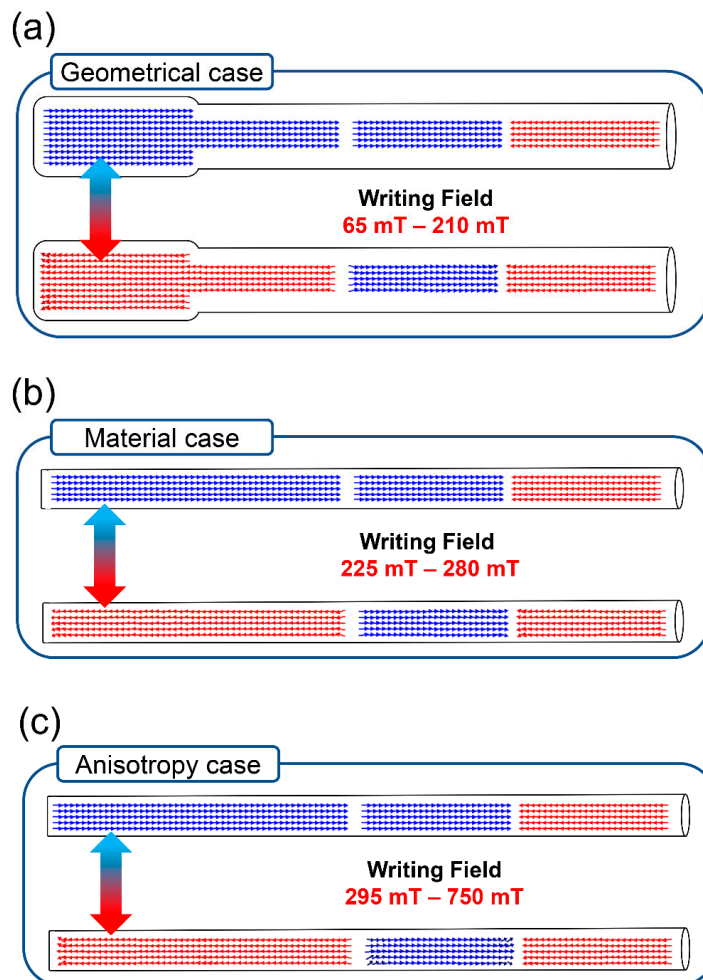 (a)
Geometrical case
Writing Field
65 mT – 210 mT
(b)
Material case
Writing Field
225 mT – 280 mT
(c)
Anisotropy case
Writing Field
295 mT – 750 mT